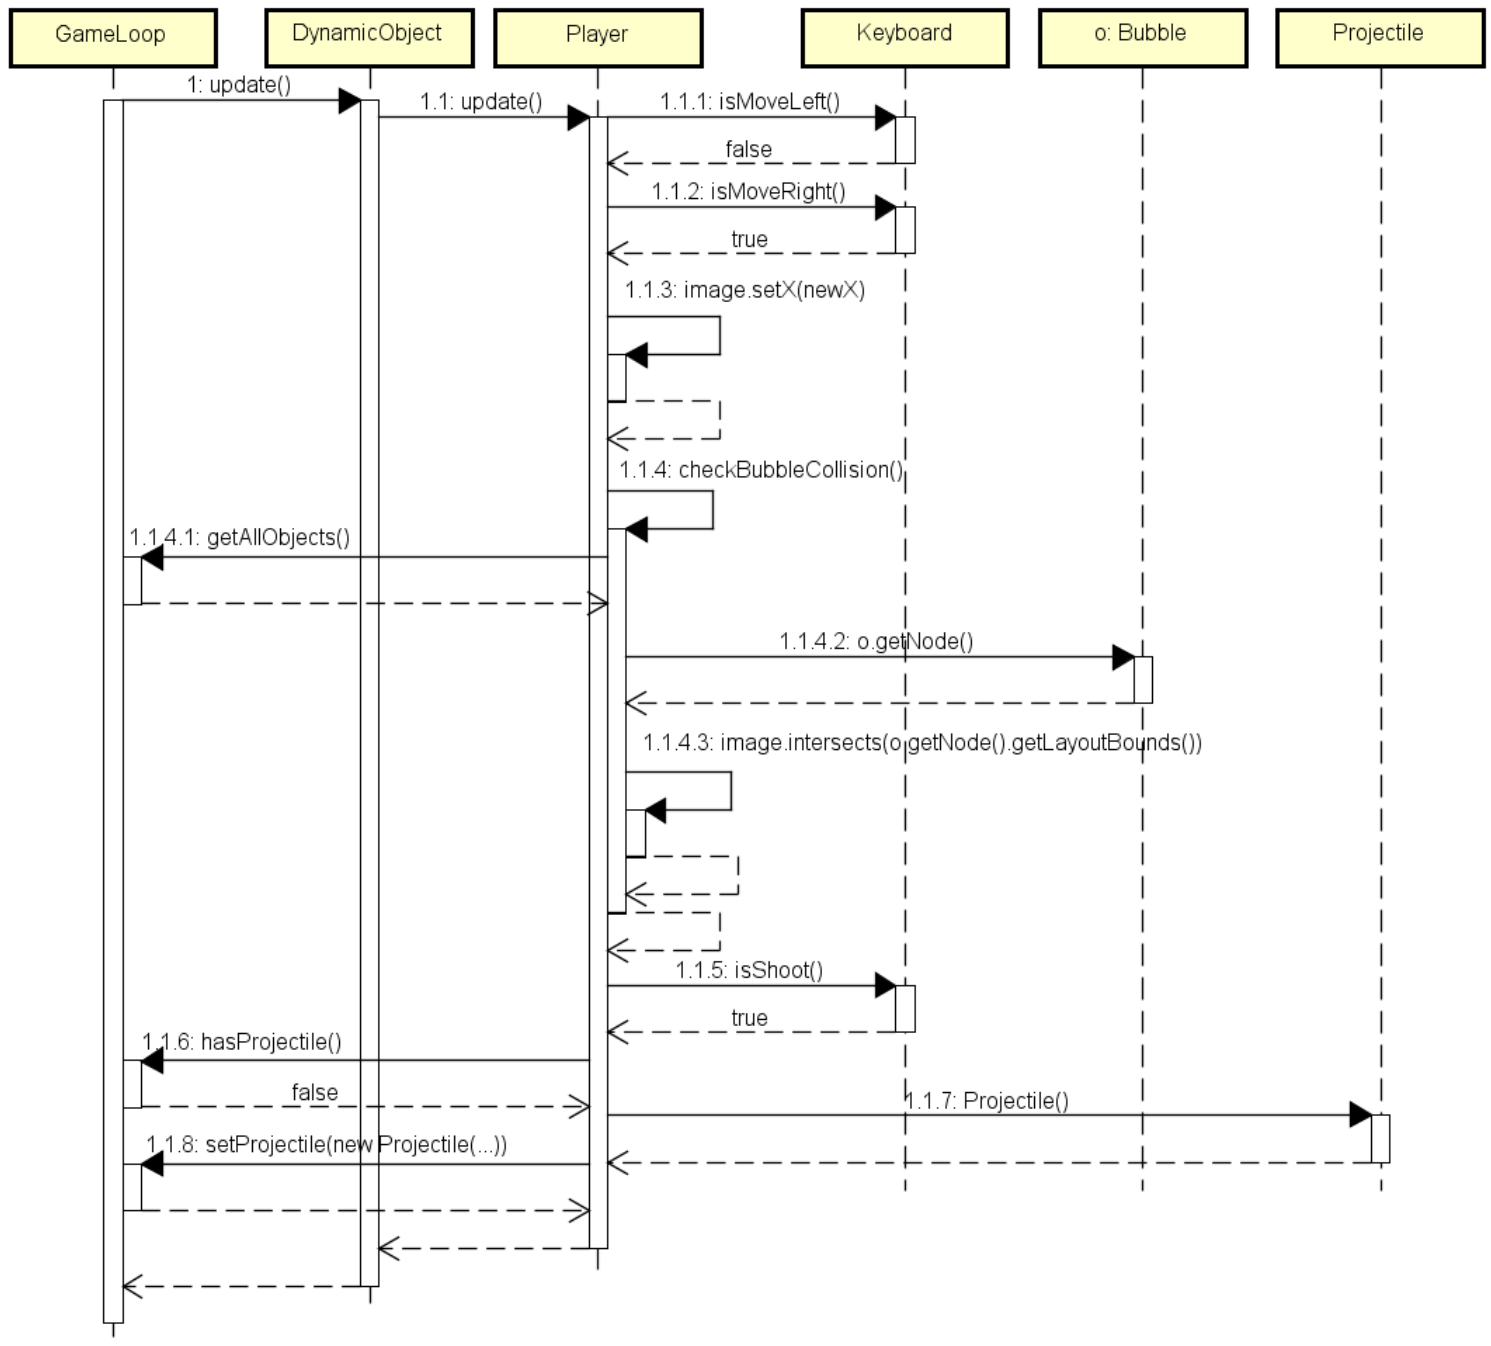 GameLoop
DynamicObject
Player
Keyboard
o: Bubble
Projectile
1: update()
1.1: update()
1.1.1: isMoveLeft()
false
1.1.2: isMoveRight()
true
1.1.3: image.setX(newX)
1.1.4: checkBubbleCollision()
1.1.4.1: getAllObjects()
1.1.4.2: o.getNode()
1.1.4.3: image.intersects(o.getNode().getLayoutBounds())
1.1.5: isShoot()
true
1.1.6: hasProjectile()
false
1.1.7: Projectile()
1.1.8: setProjectile(new Projectile(...))